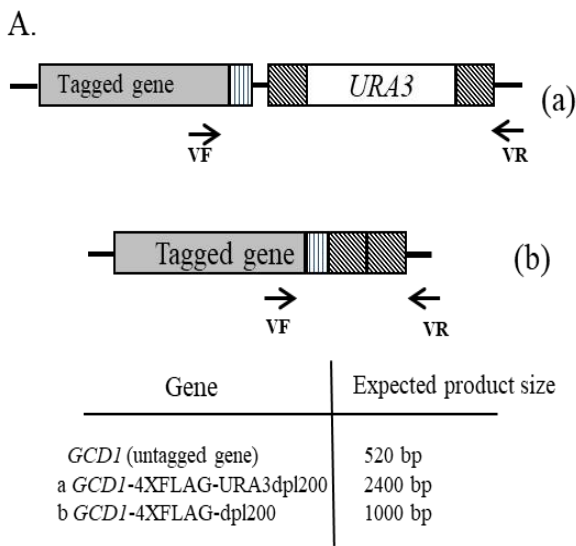 A.
Tagged gene URA3 (a)
VF VR
Tagged gene (b)
VF VR
Gene Expected product size
GCD1 (untagged gene) 520 bp
a GCD1-4XFLAG-URA3dpl200 2400 bp
b GCD1-4XFLAG-dpl200 1000 bp